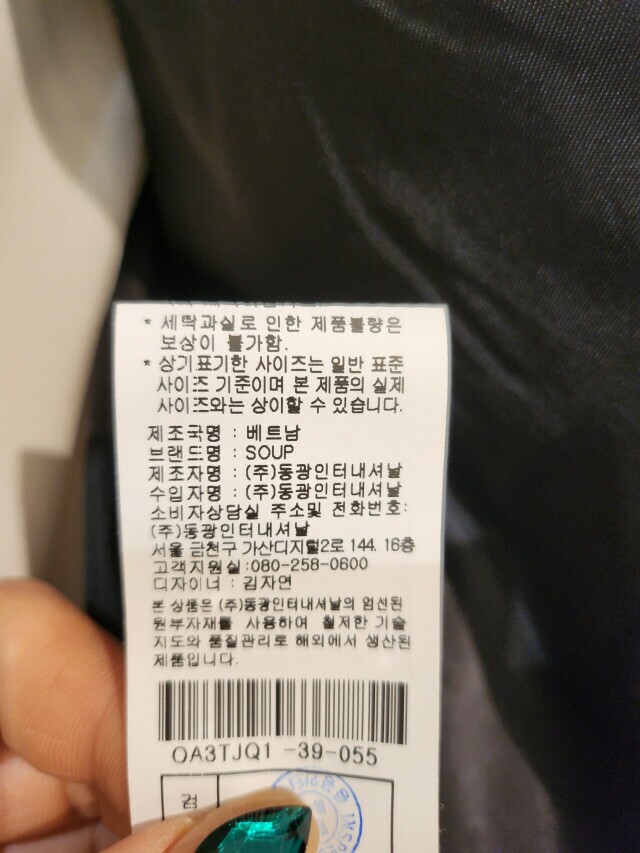 * 세탁과실로 인한 제품불량은
보상이 불가함.
* 상기표기한 사이즈는 일반 표준
사이즈 기준이며 본 제품의 실제
사이즈와는 상이할 수 있습니다.
제조국명 : 베트남
브랜드명 : SOUP
제조자명 : (주)동광인터내셔날
수입자명 : (주)동광인터내셔날
소비자상담실 주소및 전화번호:
(주)동광인터내셔날
서울 금천구 가산디지털2로 144. 16층
고객지원실 :080-258-0600
디자이너 : 김자연
본 상품은 (주)동광인터내셔날의 엄선된
원부자재를 사용하여 철저한 기술
지도와 품질관리로 해외에서 생산된
제품입니다.
OA3TJQ1 -39-055
검